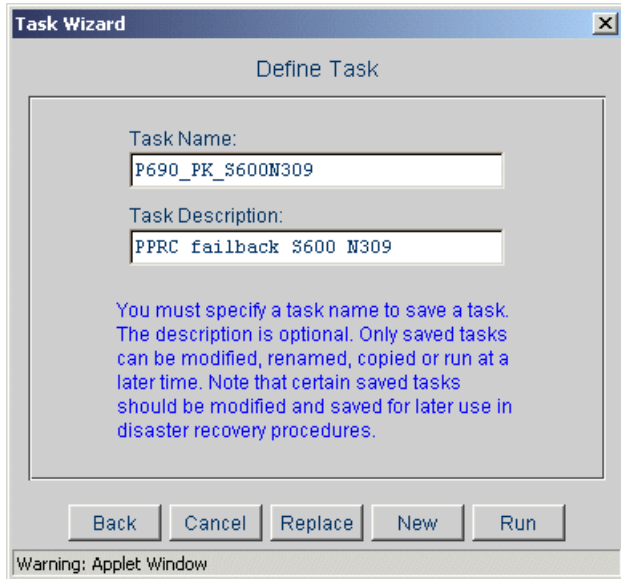 Task Wizard
Define Task
Task Name:
P690_PK_S600N309
Task Description:
PPRC failback S600 N309
You must specify a task name to save a task.
The description is optional. Only saved tasks
can be modified, renamed, copied or run at a
later time. Note that certain saved tasks
should be modified and saved for later use in
disaster recovery procedures.
Back Cancel Replace New Run
Warning: Applet Window